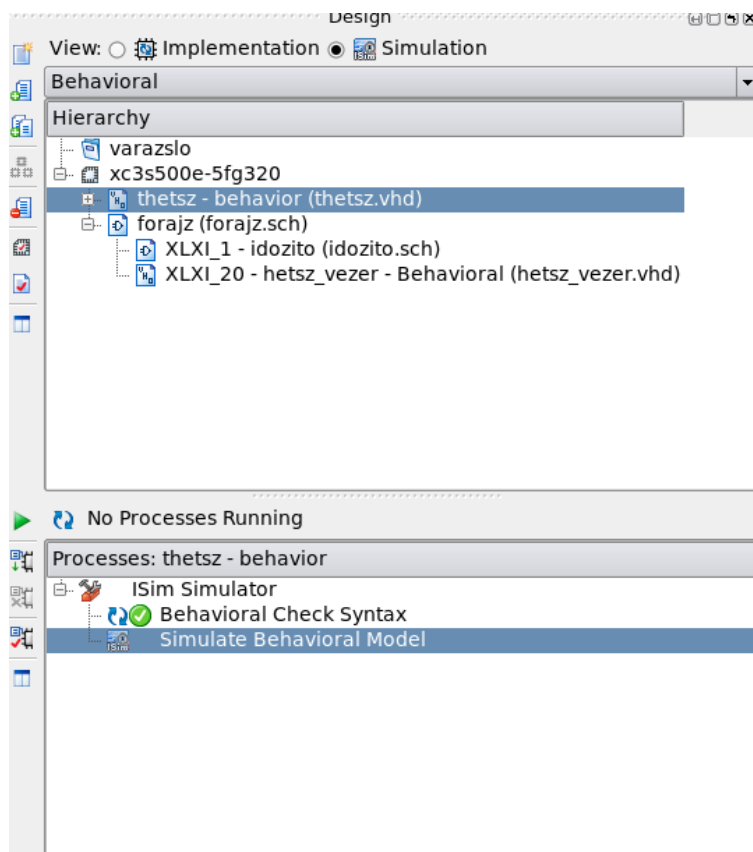 Design
View: Implementation Simulation
Behavioral
Hierarchy
varazslo
xc3s500e-5fg320
thetsz - behavior (thetsz.vhd)
forajz (forajz.sch)
XLXI_1 - idozito (idozito.sch)
XLXI_20 - hetsz_vezer - Behavioral (hetsz_vezer.vhd)
No Processes Running
Processes: thetsz - behavior
ISim Simulator
Behavioral Check Syntax
Simulate Behavioral Model